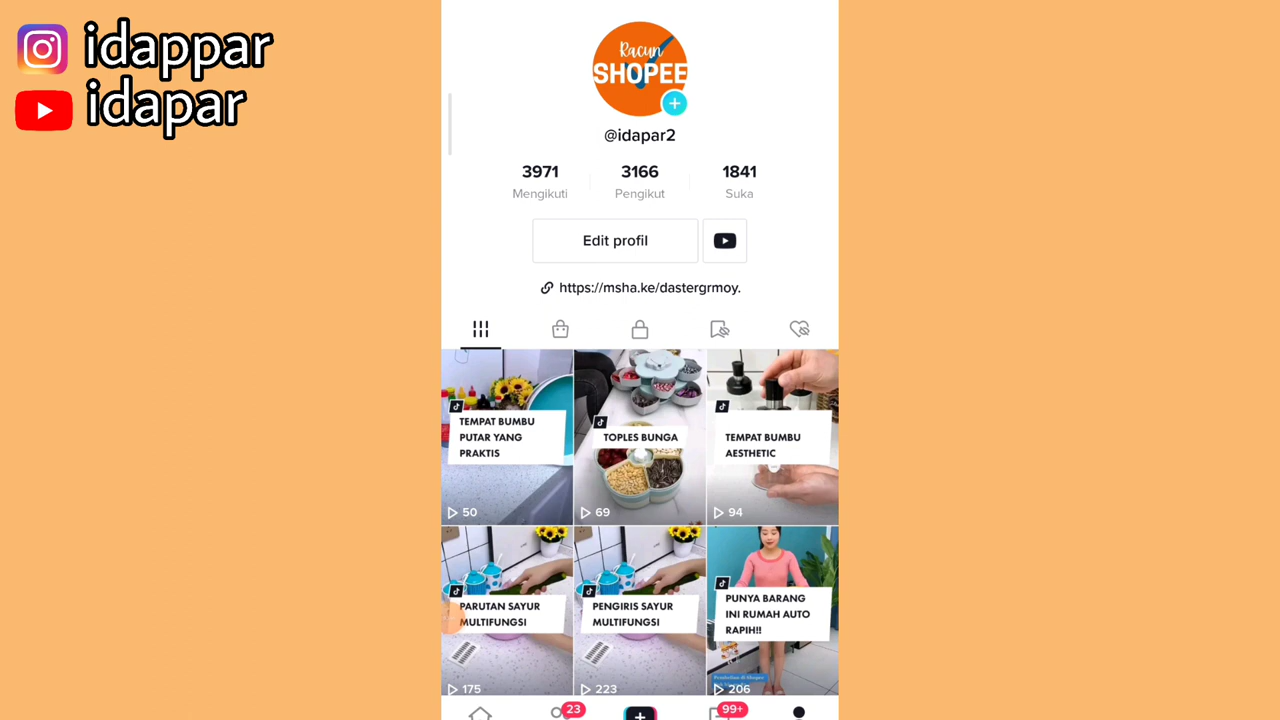 idappar
idapar
Racun
SHOPEE
@idapar2
3971
3166
1841
Mengikuti
Pengikut
Suka
Edit profil
https://msha.ke/dastergrmoy.
TEMPAT BUMBU
PUTAR YANG
PRAKTIS
50
TOPLES BUNGA
69
TEMPAT BUMBU
AESTHETIC
94
PARUTAN SAYUR
MULTIFUNGSI
175
PENGIRIS SAYUR
MULTIFUNGSI
223
PUNYA BARANG
INI RUMAH AUTO
RAPIH!!
206
23
99+